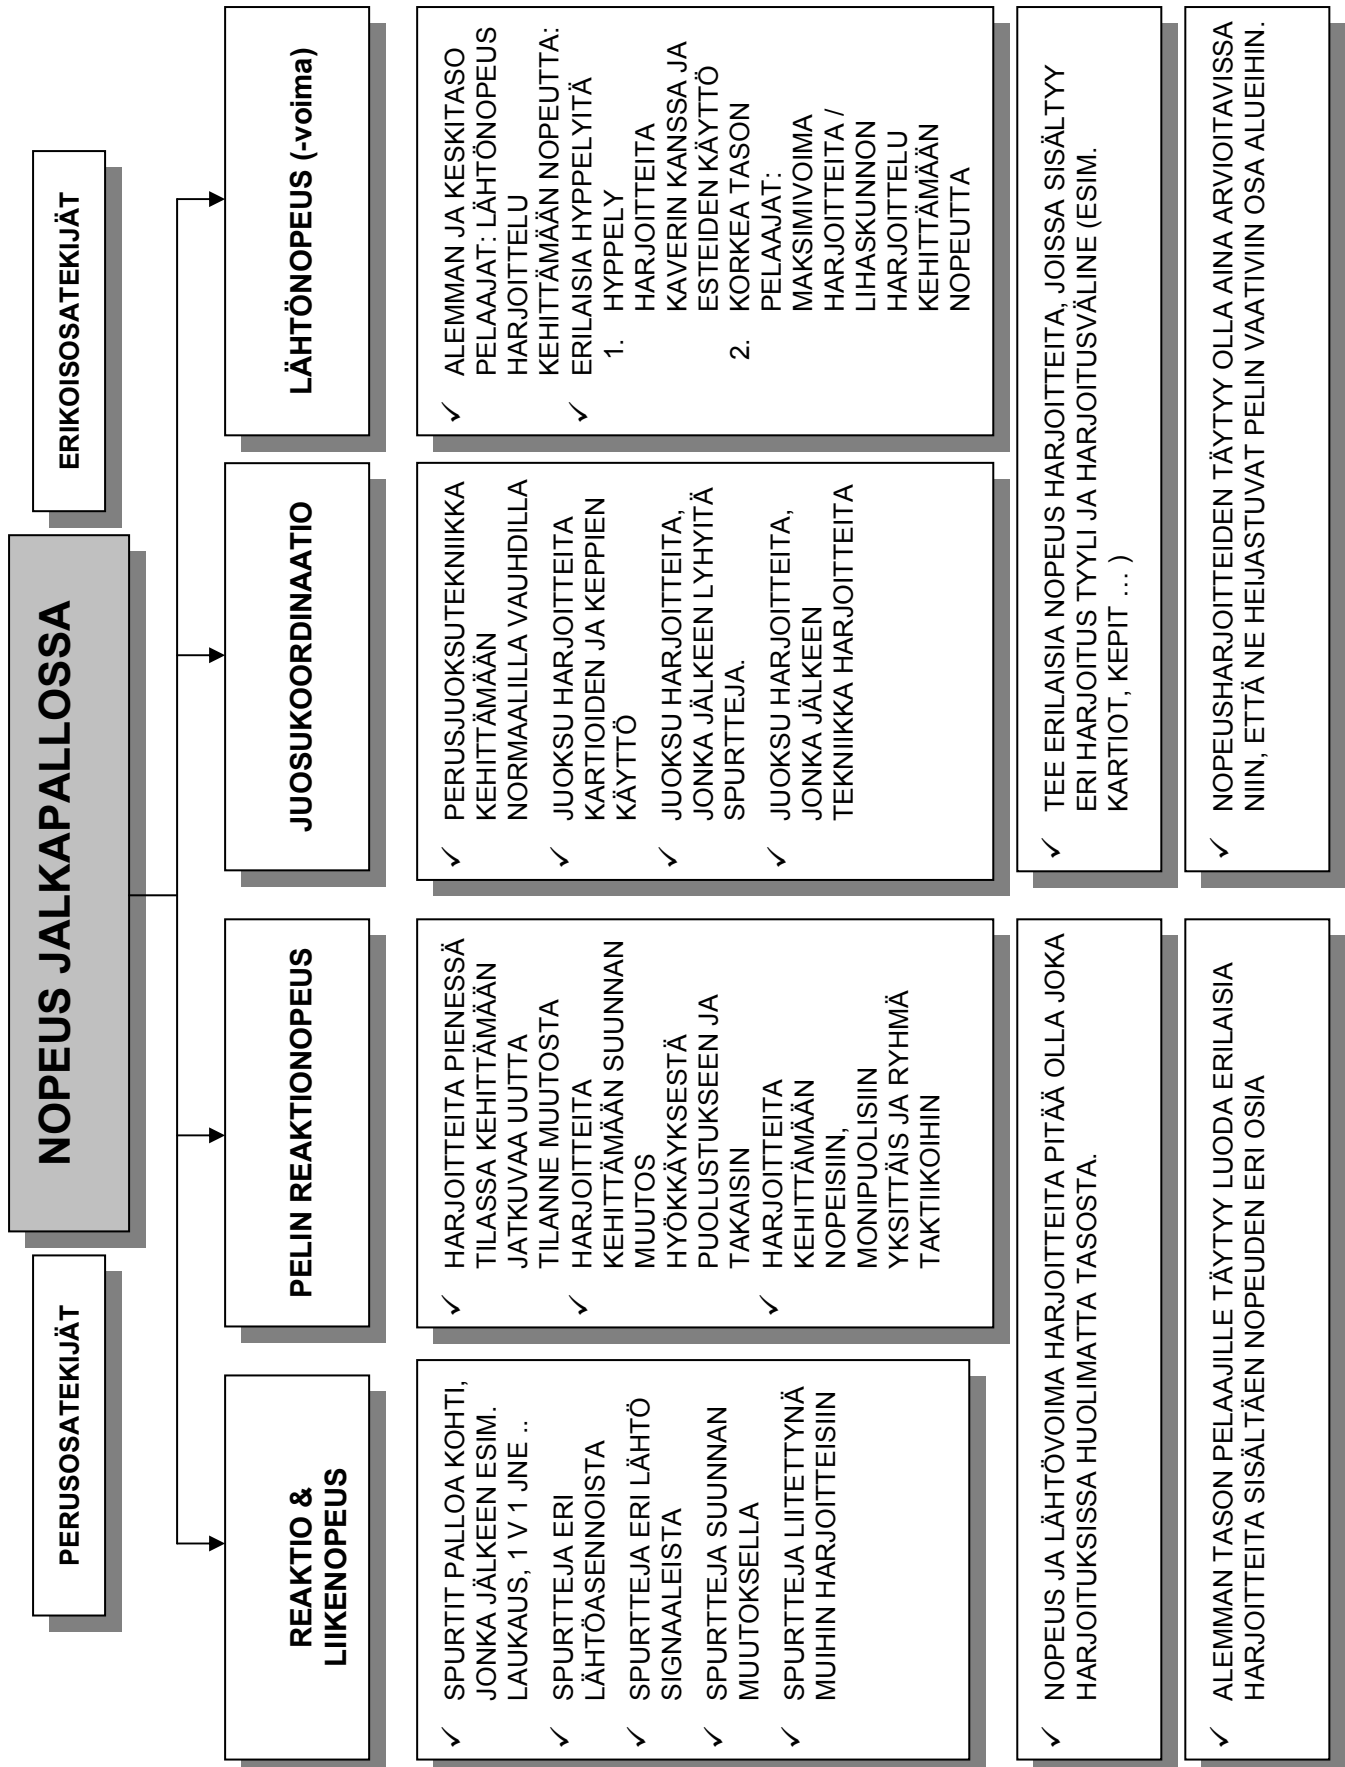 NOPEUS JALKAPALLOSSA
PERUSOSATEKIJÄT
ERIKOISOSATEKIJÄT
REAKTIO &
LIIKENOPEUS
PELIN REAKTIONOPEUS
JUOSUKOORDINAATIO
LÄHTÖNOPEUS (-voima)
✓ SPURTIT PALLOA KOHTI,
JONKA JÄLKEEN ESIM.
LAUKAUS, 1 V 1 JNE ..
✓ SPURTTEJA ERI
LÄHTÖASENNOISTA
✓ SPURTTEJA ERI LÄHTÖ
SIGNAALEISTA
✓ SPURTTEJA SUUNNAN
MUUTOKSELLA
✓ SPURTTEJA LIITETTYNÄ
MUIHIN HARJOITTEISIIN
✓ HARJOITTEITA PIENESSÄ
TILASSA KEHITTÄMÄÄN
JATKUVAA UUTTA
TILANNE MUUTOSTA
✓ HARJOITTEITA
KEHITTÄMÄÄN SUUNNAN
MUUTOS
HYÖKKÄYKSESTÄ
PUOLUSTUKSEEN JA
TAKAISIN
✓ HARJOITTEITA
KEHITTÄMÄÄN
NOPEISIIN,
MONIPUOLISIIN
YKSITTÄIS JA RYHMÄ
TAKTIIKOIHIN
✓ PERUSJUOKSUTEKNIIKKA
KEHITTÄMÄÄN
NORMAALILLA VAUHDILLA
✓ JUOKSU HARJOITTEITA
KARTIOIDEN JA KEPPIEN
KÄYTTÖ
✓ JUOKSU HARJOITTEITA,
JONKA JÄLKEEN LYHYITÄ
SPURTTEJA.
✓ JUOKSU HARJOITTEITA,
JONKA JÄLKEEN
TEKNIIKKA HARJOITTEITA
✓ ALEMMAN JA KESKITASO
PELAAJAT: LÄHTÖNOPEUS
HARJOITTELU
KEHITTÄMÄÄN NOPEUTTA:
✓ ERILAISIA HYPPELYITÄ
1. HYPPELY
HARJOITTEITA
KAVERIN KANSSA JA
ESTEIDEN KÄYTTÖ
2. KORKEA TASON
PELAAJAT:
MAKSIMIVOIMA
HARJOITTEITA /
LIHASKUNNON
HARJOITTELU
KEHITTÄMÄÄN
NOPEUTTA
✓ NOPEUS JA LÄHTÖVOIMA HARJOITTEITA PITÄÄ OLLA JOKA
HARJOITUKSISSA HUOLIMATTA TASOSTA.
✓ TEE ERILAISIA NOPEUS HARJOITTEITA, JOISSA SISÄLTYY
ERI HARJOITUS TYYLI JA HARJOITUSVÄLINE (ESIM.
KARTIOT, KEPIT … )
✓ ALEMMAN TASON PELAAJILLE TÄYTYY LUODA ERILAISIA
HARJOITTEITA SISÄLTÄEN NOPEUDEN ERI OSIA
✓ NOPEUSHARJOITTEIDEN TÄYTYY OLLA AINA ARVIOITAVISSA
NIIN, ETTÄ NE HEIJASTUVAT PELIN VAATIVIIN OSA ALUEIHIN.